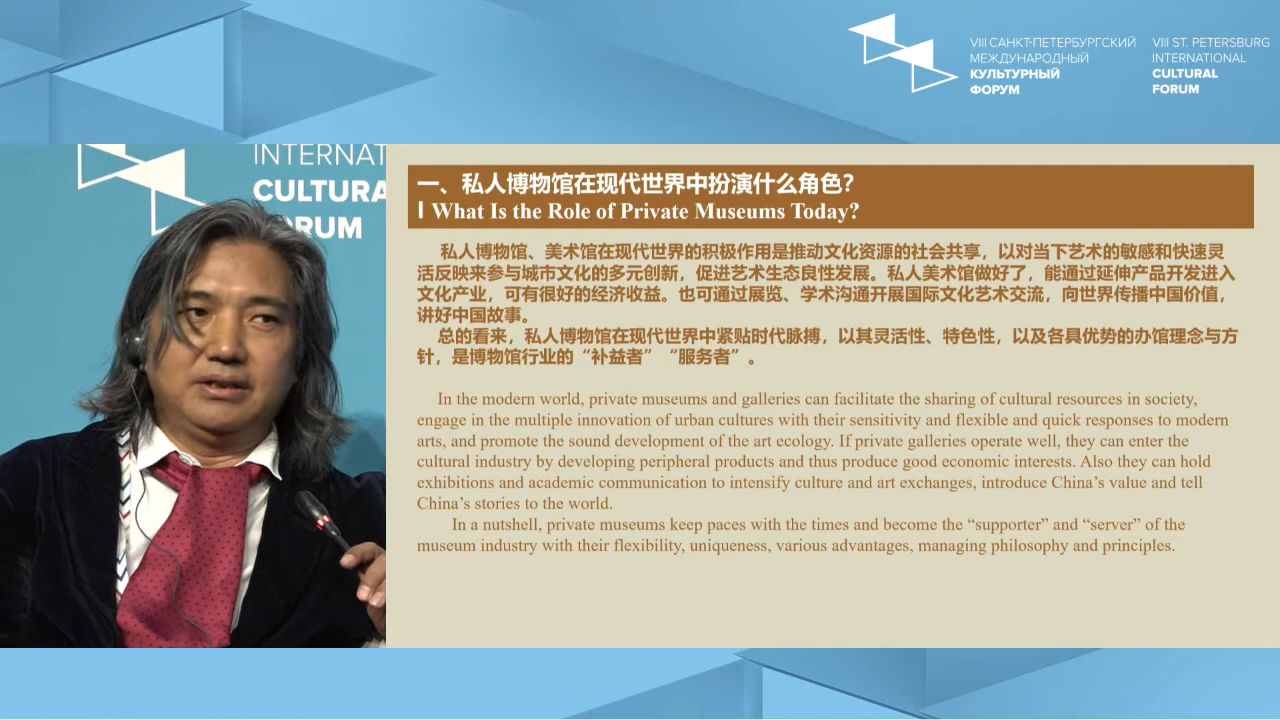 VIII САНКТ-ПЕТЕРБУРГСКИЙ
МЕЖДУНАРОДНЫЙ
КУЛЬТУРНЫЙ
ФОРУМ
VIII ST. PETERSBURG
INTERNATIONAL
CULTURAL
FORUM
INTERNAT
CULTURA
FORUM
一、私人博物馆在现代世界中扮演什么角色？
I What Is the Role of Private Museums Today?
私人博物馆、美术馆在现代世界的积极作用是推动文化资源的社会共享，以对当下艺术的敏感和快速灵
活反映来参与城市文化的多元创新，促进艺术生态良性发展。私人美术馆做好了，能通过延伸产品开发进入
文化产业，可有很好的经济收益。也可通过展览、学术沟通开展国际文化艺术交流，向世界传播中国价值，
讲好中国故事。
总的看来，私人博物馆在现代世界中紧贴时代脉搏，以其灵活性、特色性，以及各具优势的办馆理念与方
针，是博物馆行业的“补益者”“服务者”。
In the modern world, private museums and galleries can facilitate the sharing of cultural resources in society,
engage in the multiple innovation of urban cultures with their sensitivity and flexible and quick responses to modern
arts, and promote the sound development of the art ecology. If private galleries operate well, they can enter the
cultural industry by developing peripheral products and thus produce good economic interests. Also they can hold
exhibitions and academic communication to intensify culture and art exchanges, introduce China’s value and tell
China’s stories to the world.
In a nutshell, private museums keep paces with the times and become the “supporter” and “server” of the
museum industry with their flexibility, uniqueness, various advantages, managing philosophy and principles.